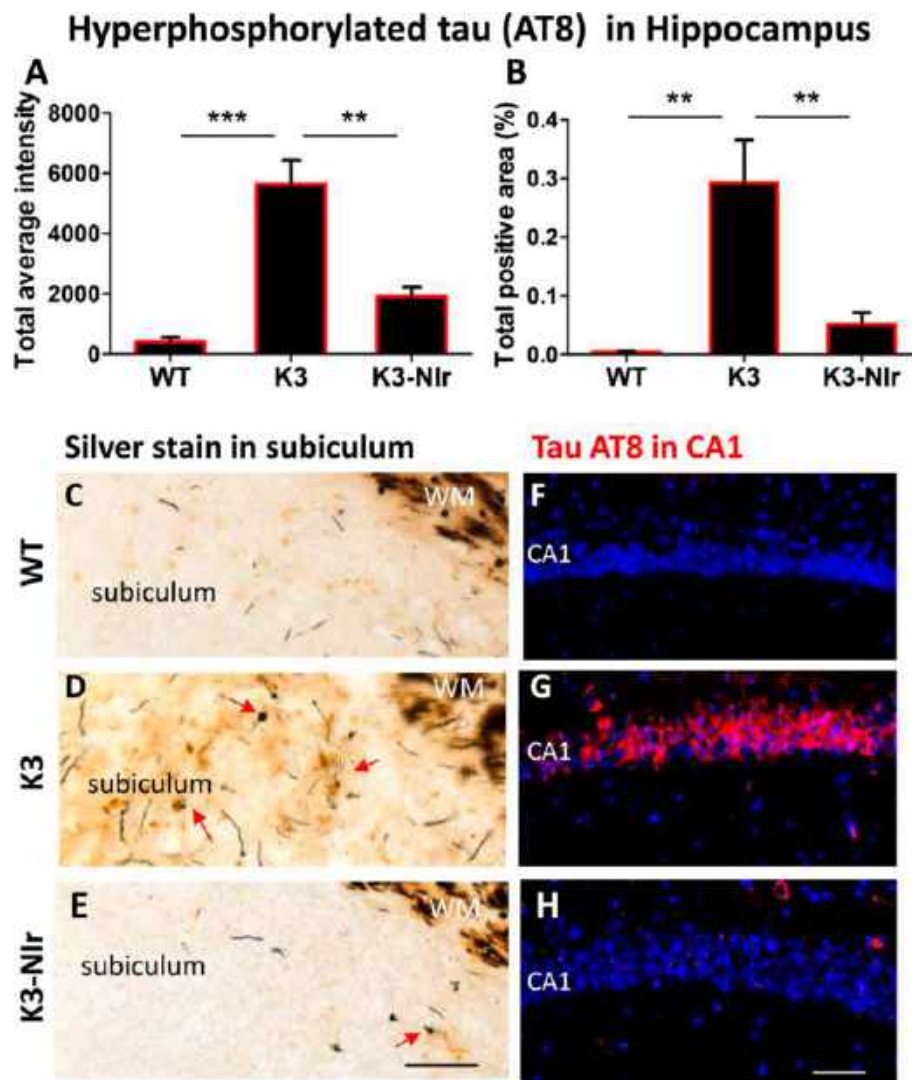 Hyperphosphorylated tau (AT8) in Hippocampus
A
Total average intensity
8000
6000
4000
2000
0
***
**
WT
K3
K3-NIr
B
Total positive area (%)
0.4
0.3
0.2
0.1
0.0
**
**
WT
K3
K3-NIr
Silver stain in subiculum
Tau AT8 in CA1
WT
C
WM
subiculum
F
CA1
K3
D
WM
subiculum
G
CA1
K3-NIr
E
WM
subiculum
H
CA1